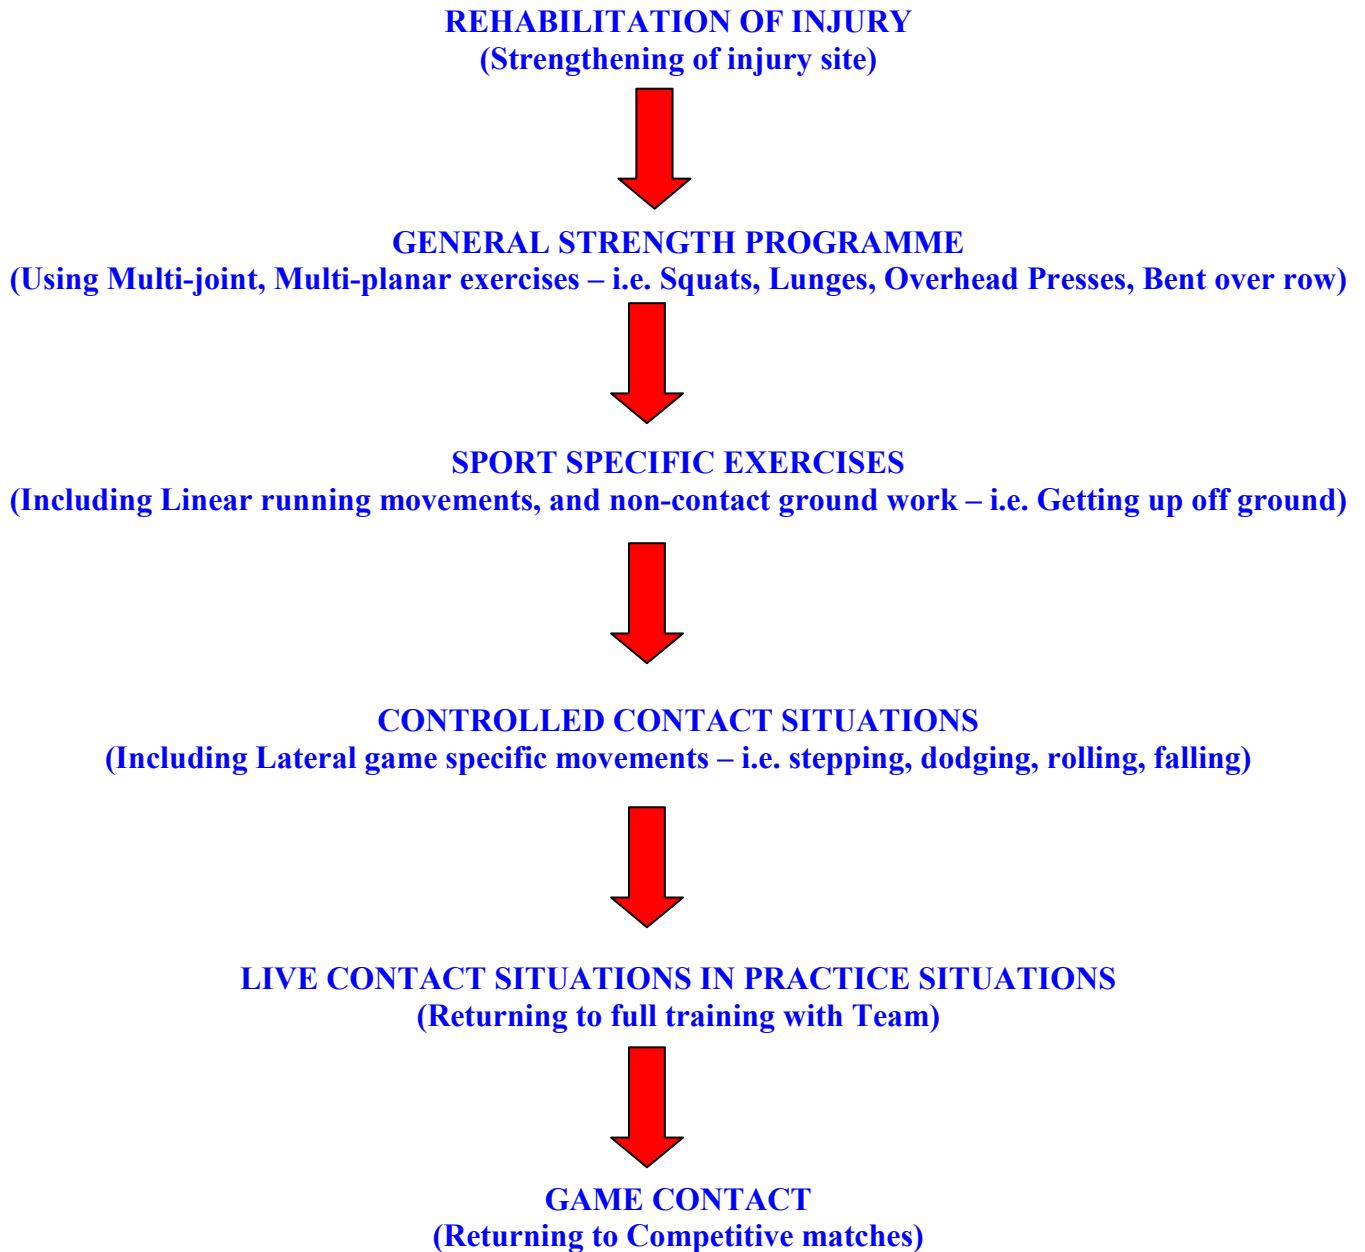 REHABILITATION OF INJURY
(Strengthening of injury site)
GENERAL STRENGTH PROGRAMME
(Using Multi-joint, Multi-planar exercises – i.e. Squats, Lunges, Overhead Presses, Bent over row)
SPORT SPECIFIC EXERCISES
(Including Linear running movements, and non-contact ground work – i.e. Getting up off ground)
CONTROLLED CONTACT SITUATIONS
(Including Lateral game specific movements – i.e. stepping, dodging, rolling, falling)
LIVE CONTACT SITUATIONS IN PRACTICE SITUATIONS
(Returning to full training with Team)
GAME CONTACT
(Returning to Competitive matches)